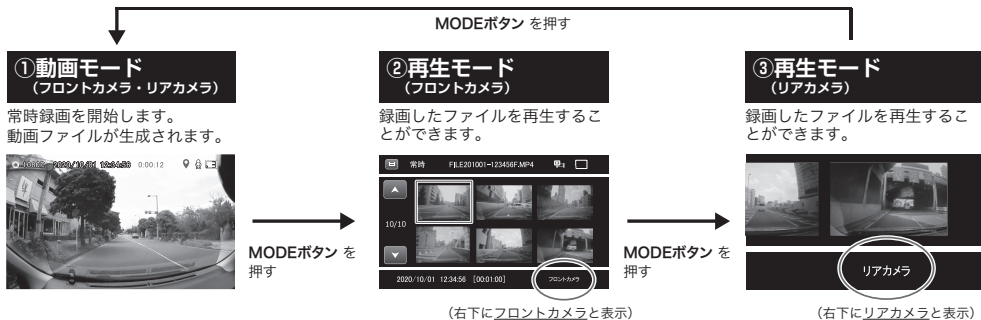 MODEボタン を押す
①動画モード
（フロントカメラ・リアカメラ）
常時録画を開始します。
動画ファイルが生成されます。
2020/10/01 12:34:56 0:00:12
MODEボタン を
押す
②再生モード
（フロントカメラ）
録画したファイルを再生するこ
とができます。
常時 FILE201001-123456F.MP4
10/10
2020/10/01 12:34:56 [00:01:00] フロントカメラ
（右下にフロントカメラと表示）
MODEボタン を
押す
③再生モード
（リアカメラ）
録画したファイルを再生するこ
とができます。
リアカメラ
（右下にリアカメラと表示）